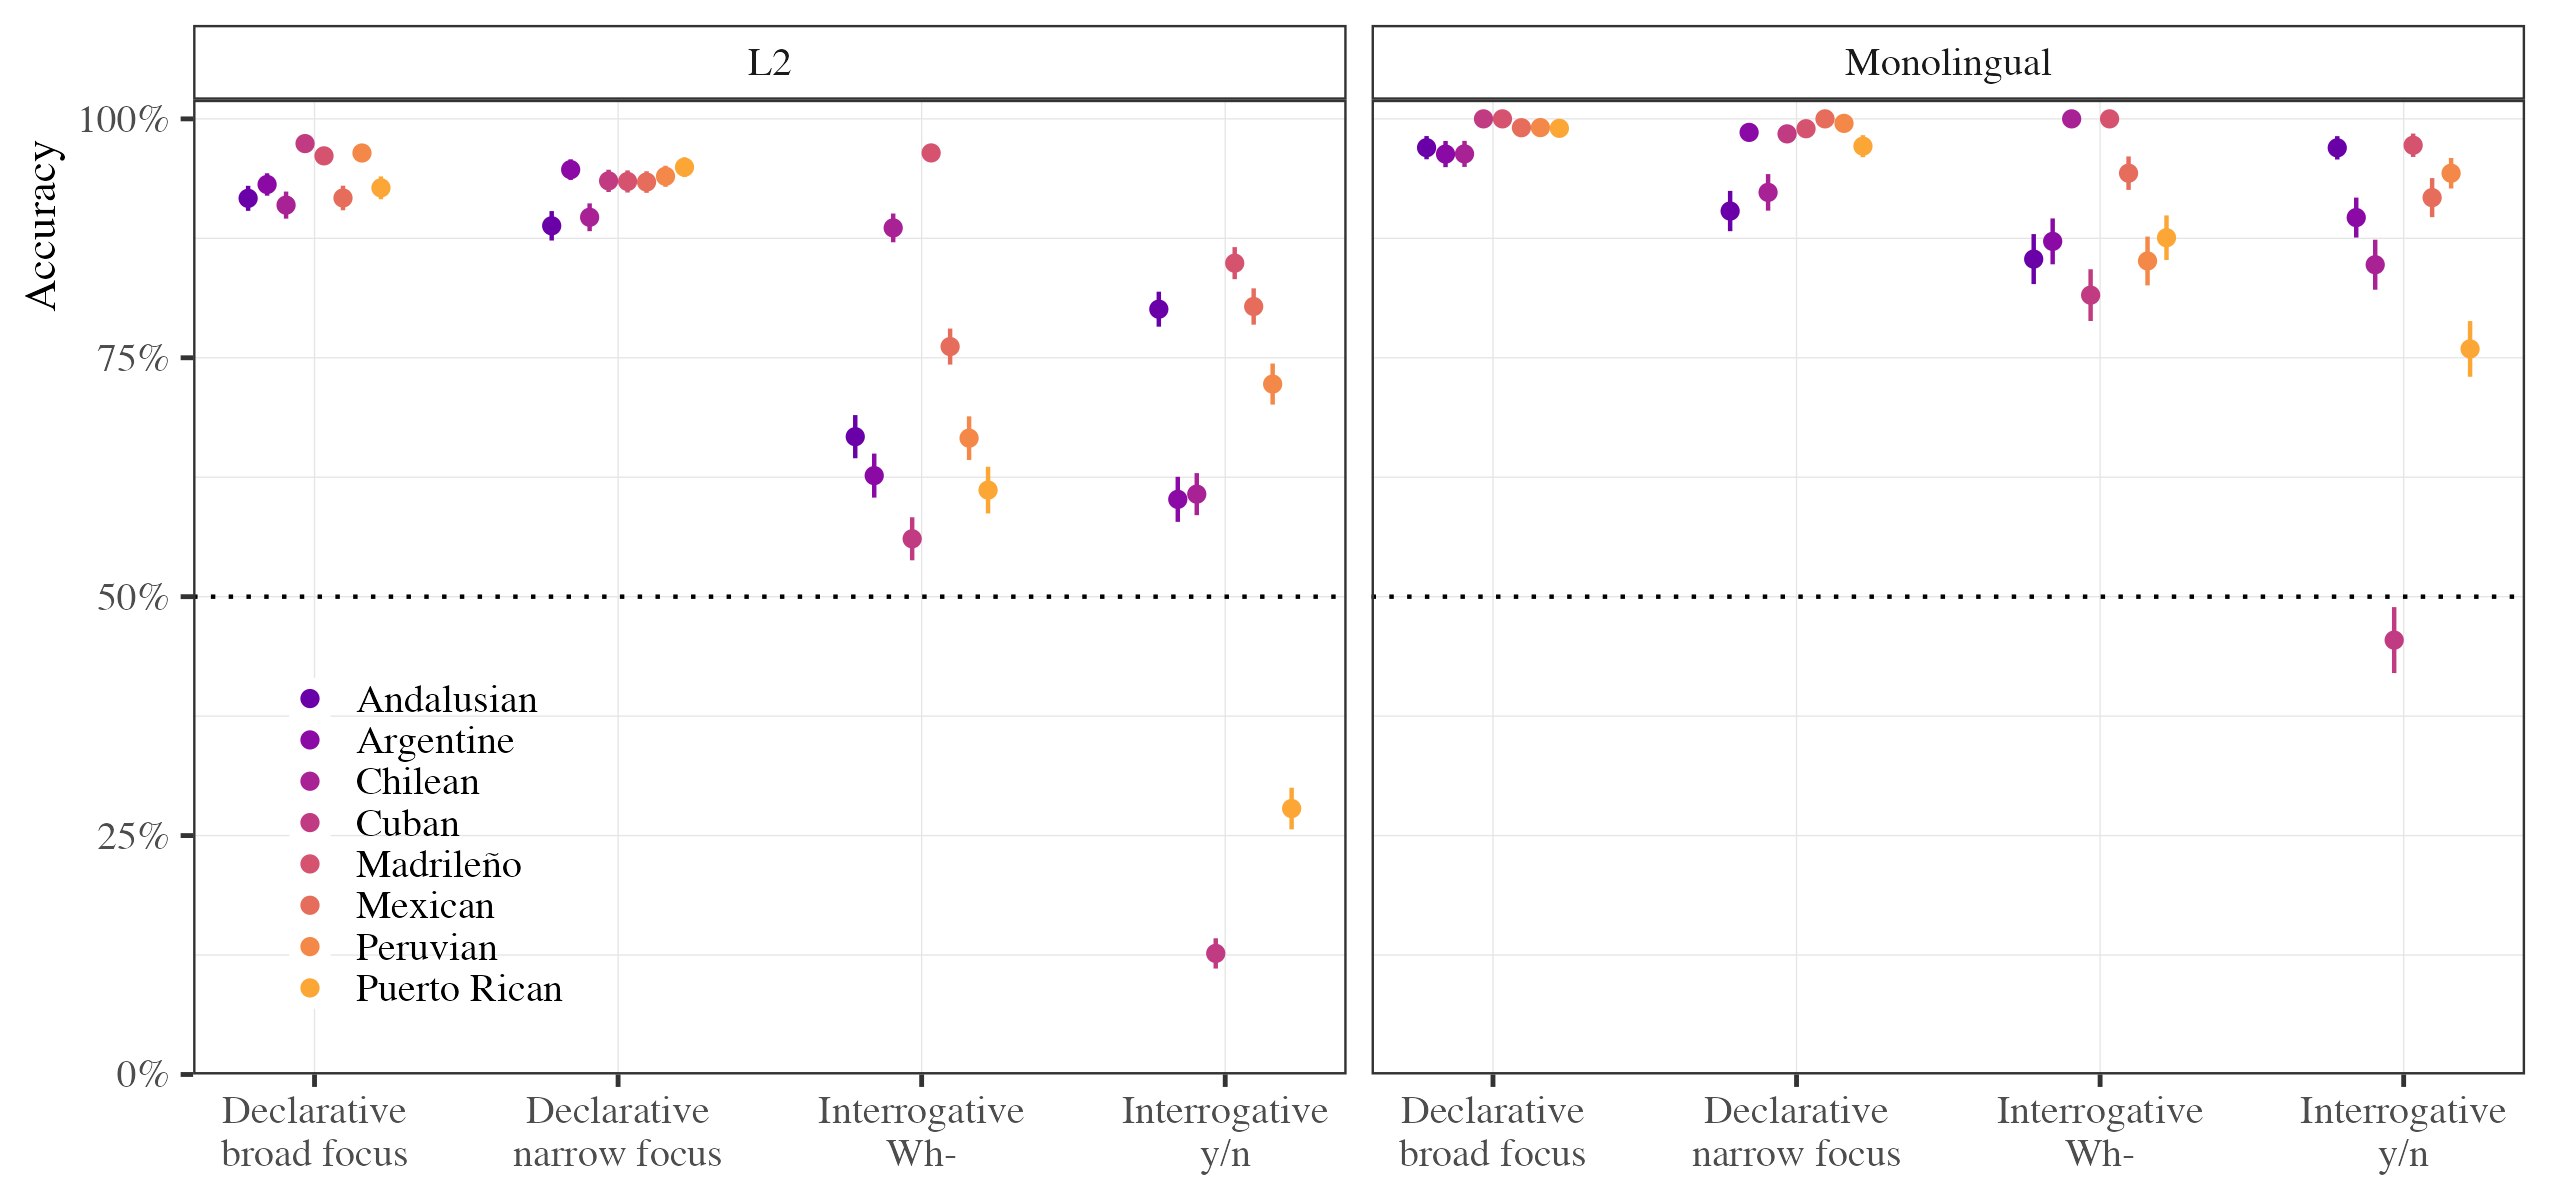 L2
Monolingual
Accuracy
100%
75%
50%
25%
0%
Andalusian
Argentine
Chilean
Cuban
Madrileño
Mexican
Peruvian
Puerto Rican
Declarative
broad focus
Declarative
narrow focus
Interrogative
Wh-
Interrogative
y/n
Declarative
broad focus
Declarative
narrow focus
Interrogative
Wh-
Interrogative
y/n